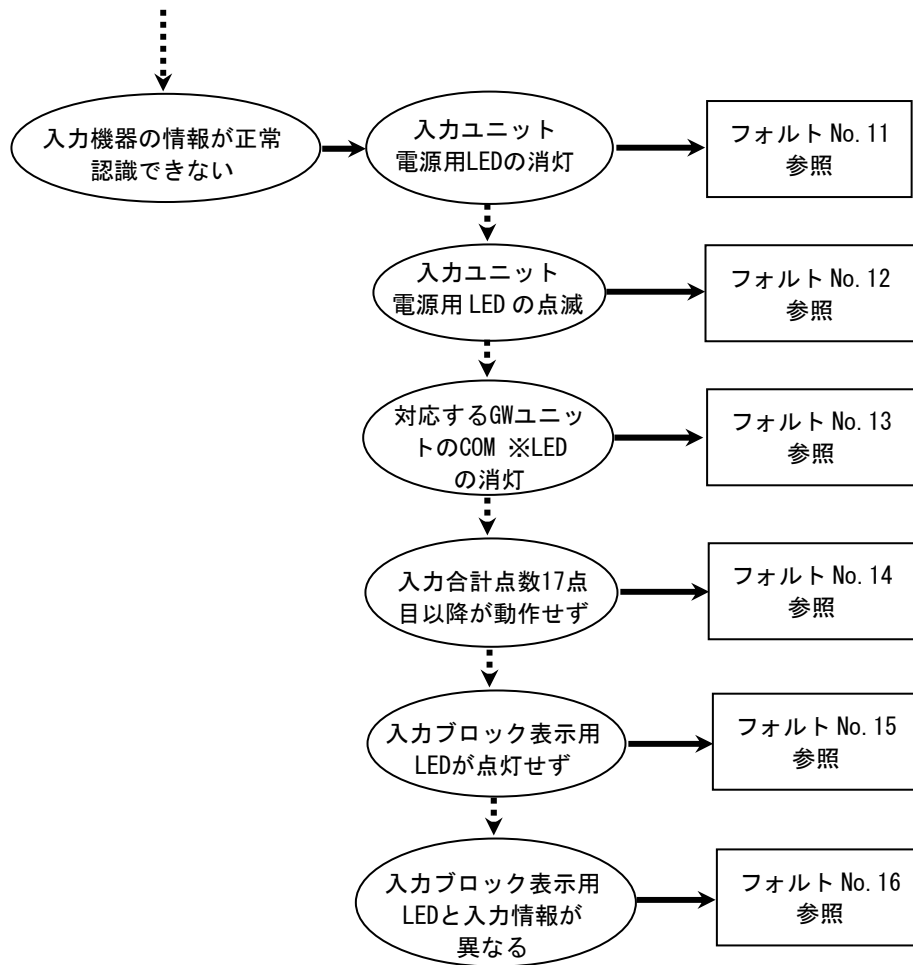 入力機器の情報が正常
認識できない
入力ユニット
電源用LEDの消灯
フォルト No.11
参照
入力ユニット
電源用 LED の点滅
フォルト No.12
参照
対応するGWユニッ
トのCOM ※LED
の消灯
フォルト No.13
参照
入力合計点数17点
目以降が動作せず
フォルト No.14
参照
入力ブロック表示用
LEDが点灯せず
フォルト No.15
参照
入力ブロック表示用
LEDと入力情報が
異なる
フォルト No.16
参照